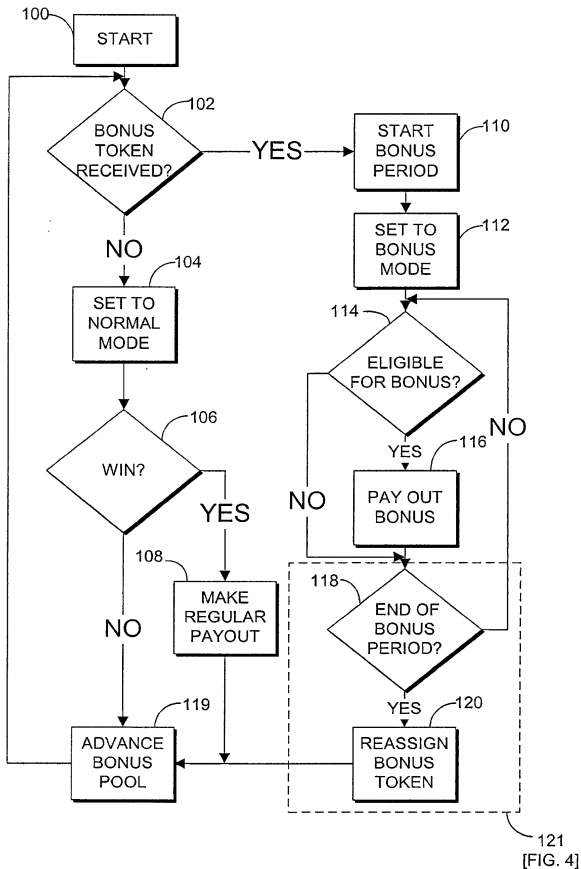 100
START
102
BONUS
TOKEN
RECEIVED?
YES
110
START
BONUS
PERIOD
NO
104
SET TO
NORMAL
MODE
112
SET TO
BONUS
MODE
114
ELIGIBLE
FOR BONUS?
NO
106
WIN?
YES
YES
116
PAY OUT
BONUS
NO
108
MAKE
REGULAR
PAYOUT
NO
118
END OF
BONUS
PERIOD?
YES
119
ADVANCE
BONUS
POOL
120
REASSIGN
BONUS
TOKEN
121
[FIG. 4]